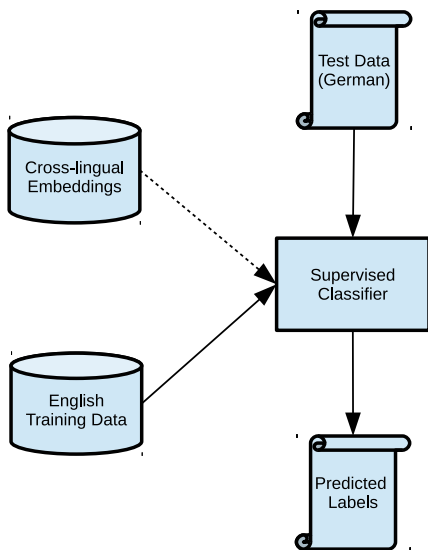 Test Data
(German)
Cross-lingual
Embeddings
Supervised
Classifier
English
Training Data
Predicted
Labels